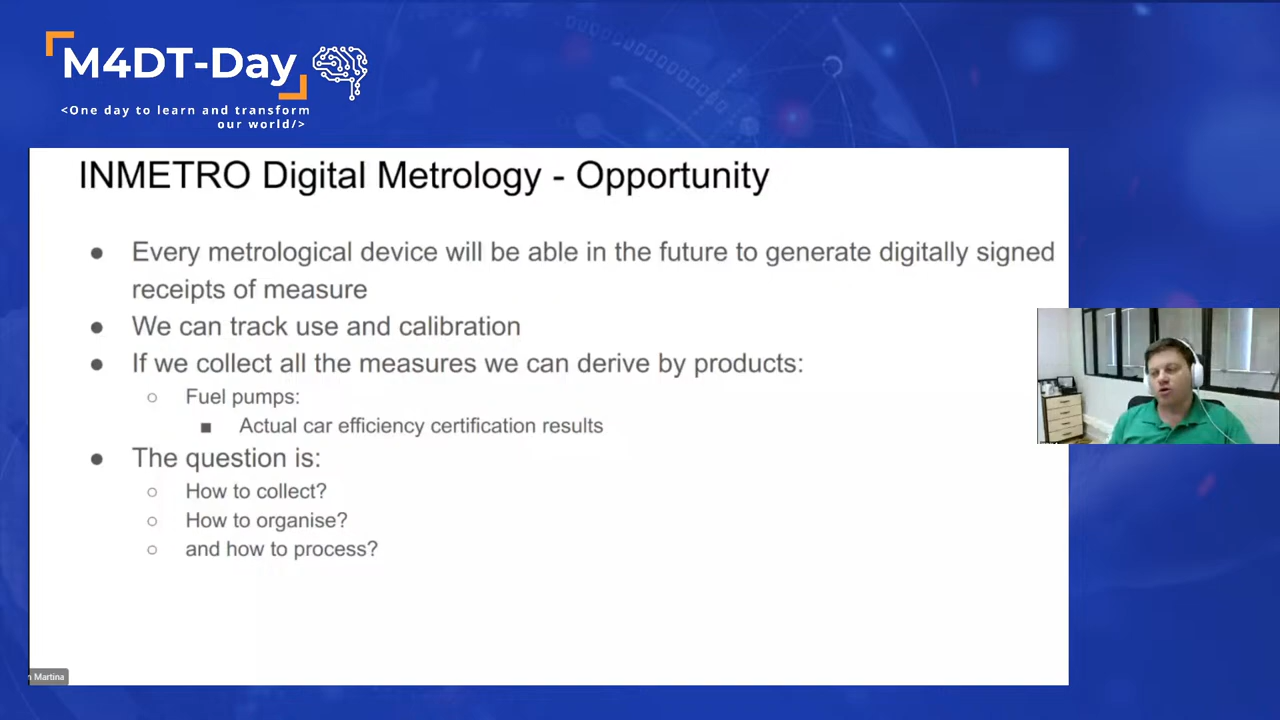 M4DT-Day
<One day to learn and transform
our world/>
INMETRO Digital Metrology - Opportunity
● Every metrological device will be able in the future to generate digitally signed
receipts of measure
● We can track use and calibration
● If we collect all the measures we can derive by products:
○ Fuel pumps:
■ Actual car efficiency certification results
● The question is:
○ How to collect?
○ How to organise?
○ and how to process?
Martina